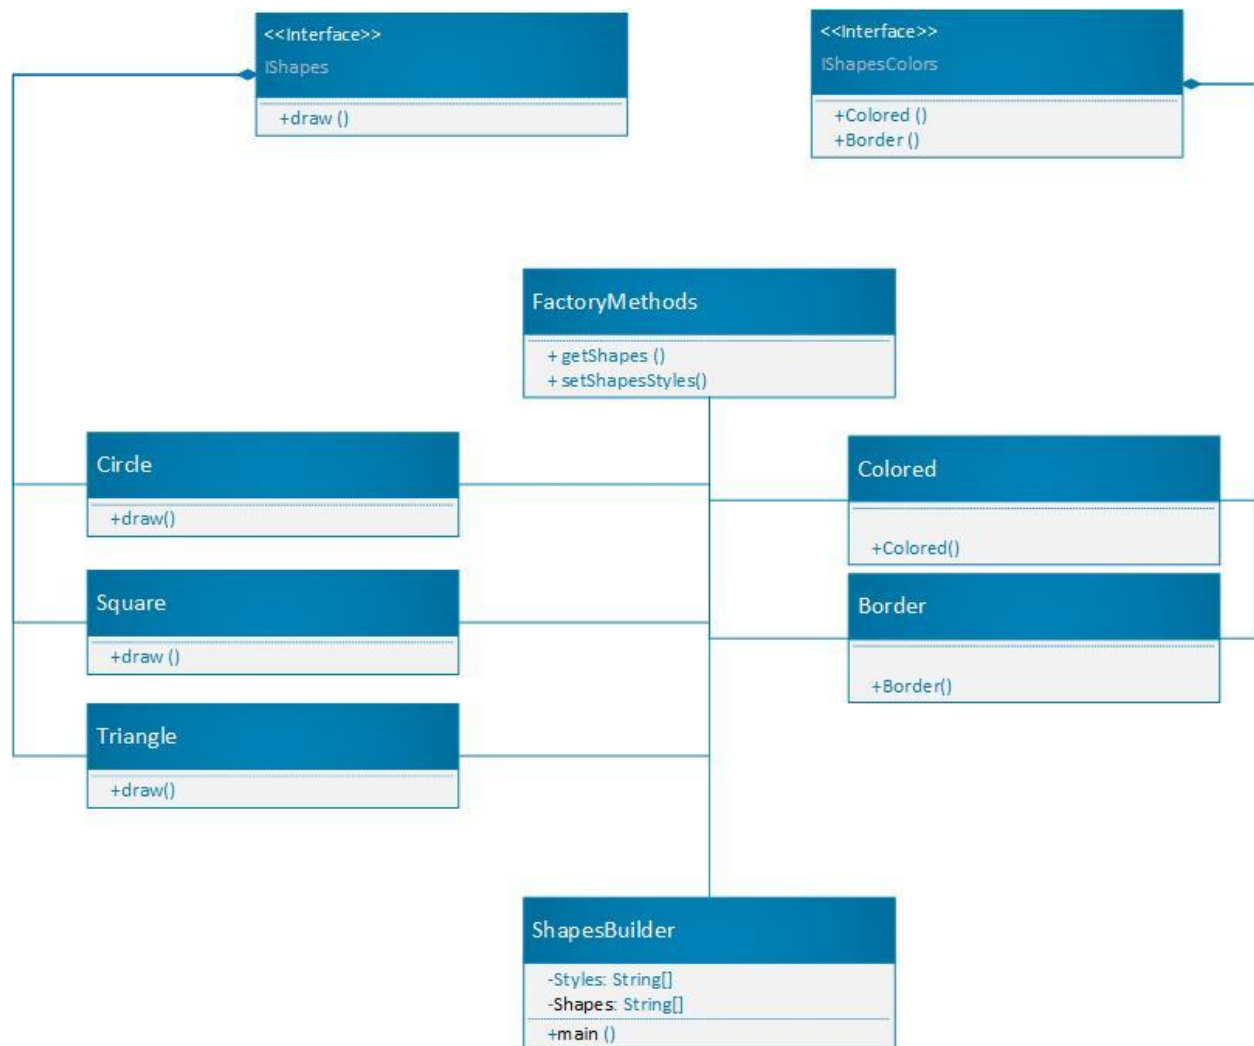 <<Interface>>
IShapes
+draw ()
<<Interface>>
IShapesColors
+Colored ()
+Border ()
FactoryMethods
+ getShapes ()
+ setShapesStyles()
Circle
+draw()
Square
+draw ()
Triangle
+draw()
Colored
+Colored()
Border
+Border()
ShapesBuilder
-Styles: String[]
-Shapes: String[]
+main ()